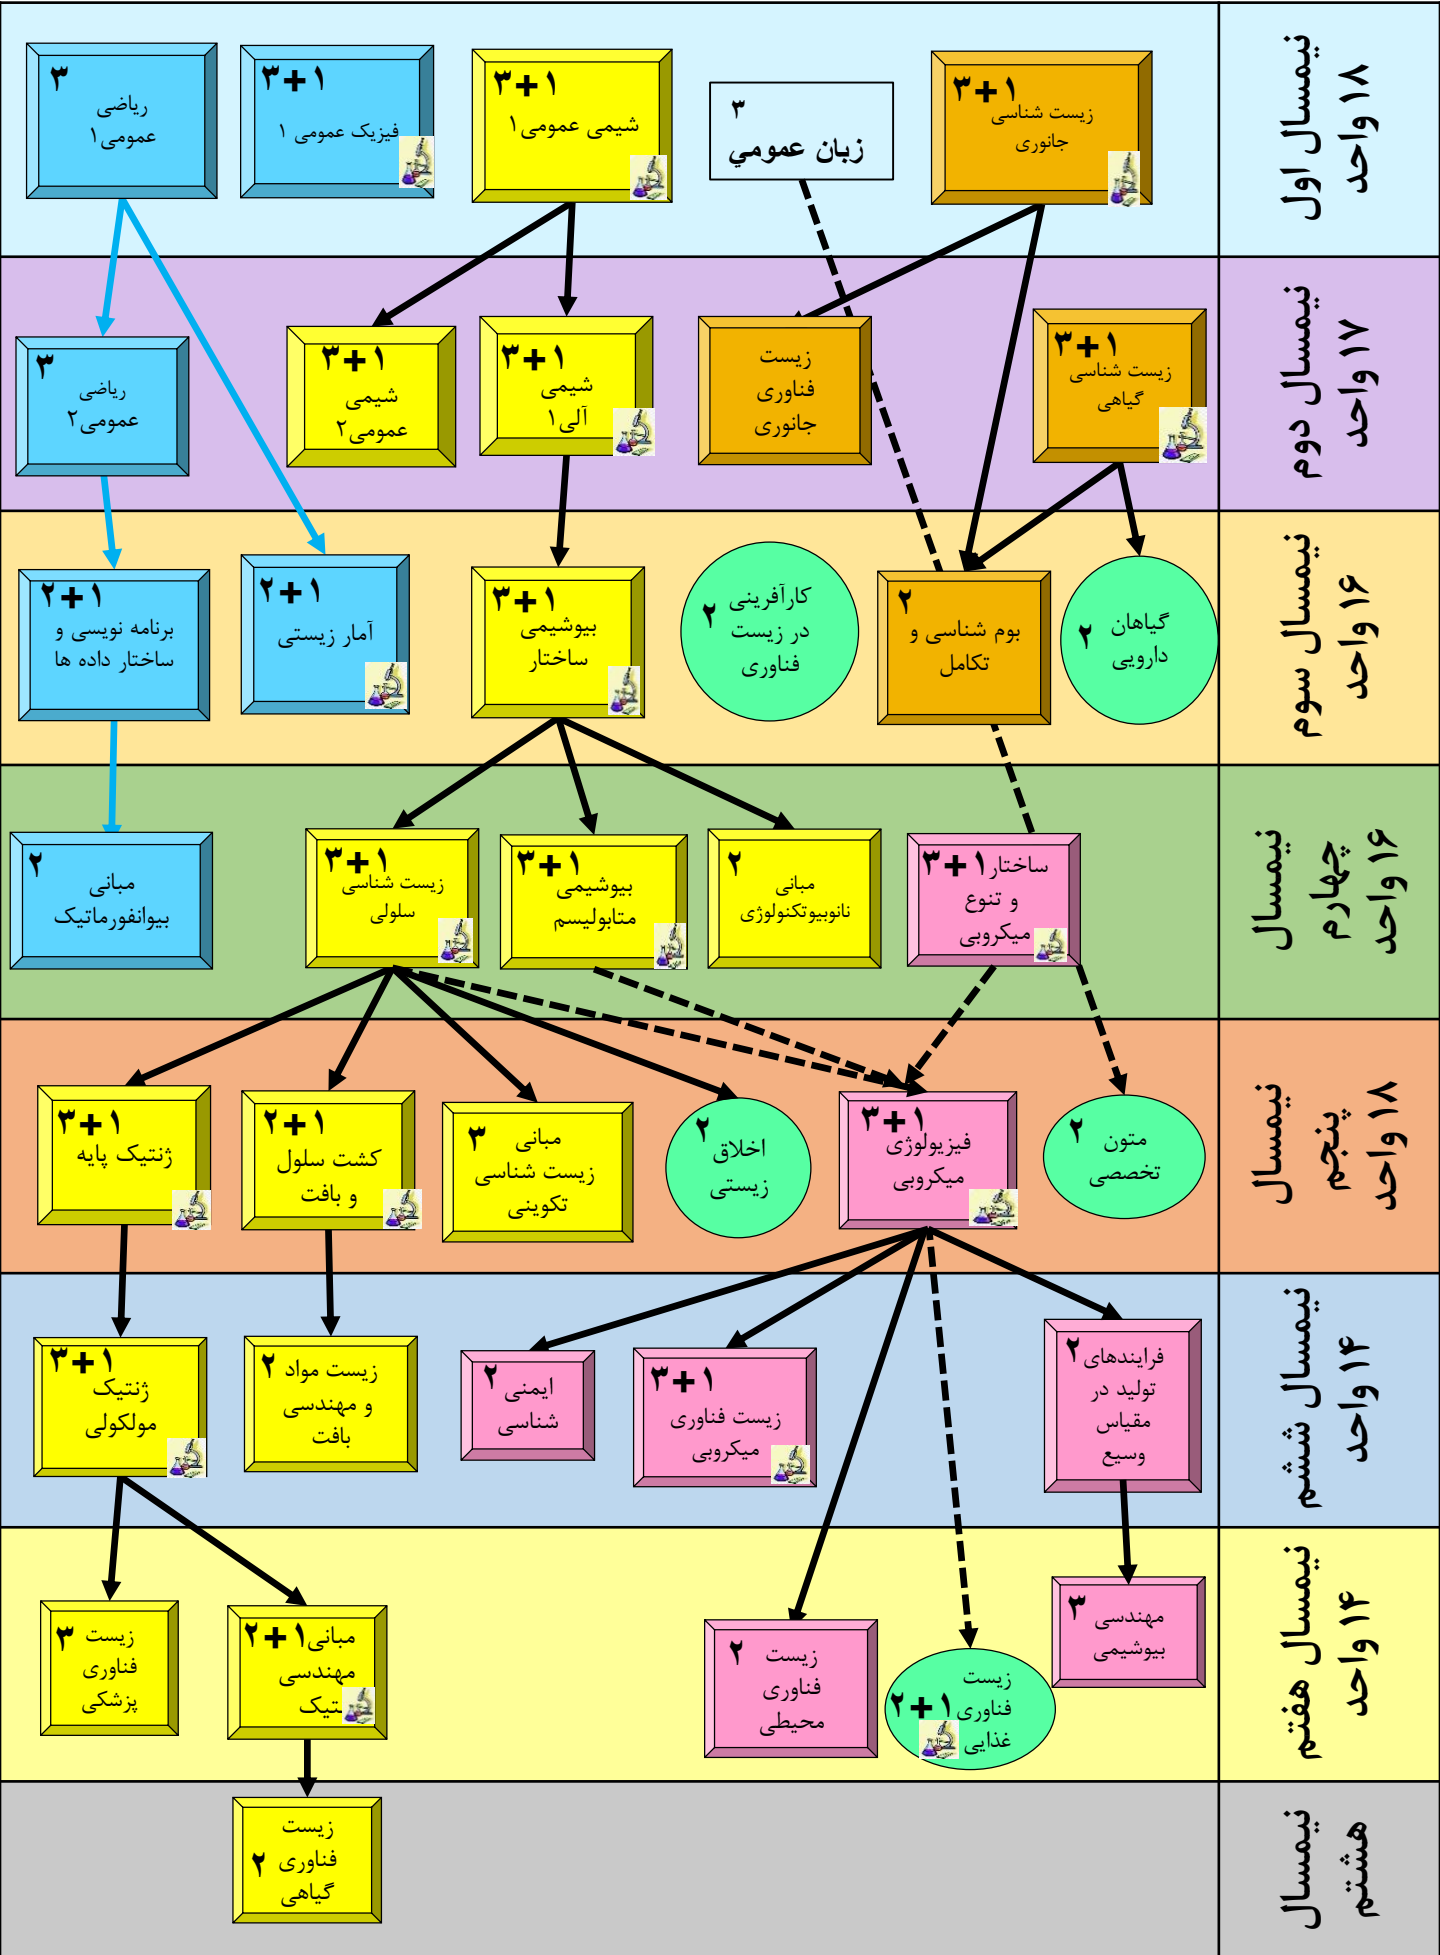 نیمسال اول
۱۸ واحد
۳+۱
زیست شناسی
جانوری
۳
زبان عمومي
۳+۱
شیمی عمومی۱
۳+۱
فیزیک عمومی ۱
۳
ریاضی
عمومی۱
نیمسال دوم
۱۷ واحد
۳+۱
زیست شناسی
گیاهی
زیست
فناوری
جانوری
۳+۱
شیمی
آلی۱
۳+۱
شیمی
عمومی۲
۳
ریاضی
عمومی۲
نیمسال سوم
۱۶ واحد
گیاهان
۲
دارویی
۲
بوم شناسی و
تکامل
کارآفرینی
۲
در زیست
فناوری
۳+۱
بیوشیمی
ساختار
۲+۱
آمار زیستی
۲+۱
برنامه نویسی و
ساختار داده ها
نیمسال
چهارم
۱۶ واحد
۳+۱
ساختار
و تنوع
میکروبی
۲
مبانی
نانوبیوتکنولوژی
۳+۱
بیوشیمی
متابولیسم
۳+۱
زیست شناسی
سلولی
۲
مبانی
بیوانفورماتیک
نیمسال
پنجم
۱۸ واحد
۲
متون
تخصصی
۳+۱
فیزیولوژی
میکروبی
۲
اخلاق
زیستی
۳
مبانی
زیست شناسی
تکوینی
۲+۱
کشت سلول
و بافت
۳+۱
ژنتیک پایه
نیمسال ششم
۱۴ واحد
۲
فرایندهای
تولید در
مقیاس
وسیع
۳+۱
زیست فناوری
میکروبی
۲
ایمنی
شناسی
۲
زیست مواد
و مهندسی
بافت
۳+۱
ژنتیک
مولکولی
نیمسال هفتم
۱۴ واحد
۳
مهندسی
بیوشیمی
زیست
فناوری
۲+۱
غذایی
۲
زیست
فناوری
محیطی
۲+۱
مبانی
مهندسی
۳
زیست
فناوری
پزشکی
نیمسال
هشتم
زیست
فناوری
۲
گیاهی